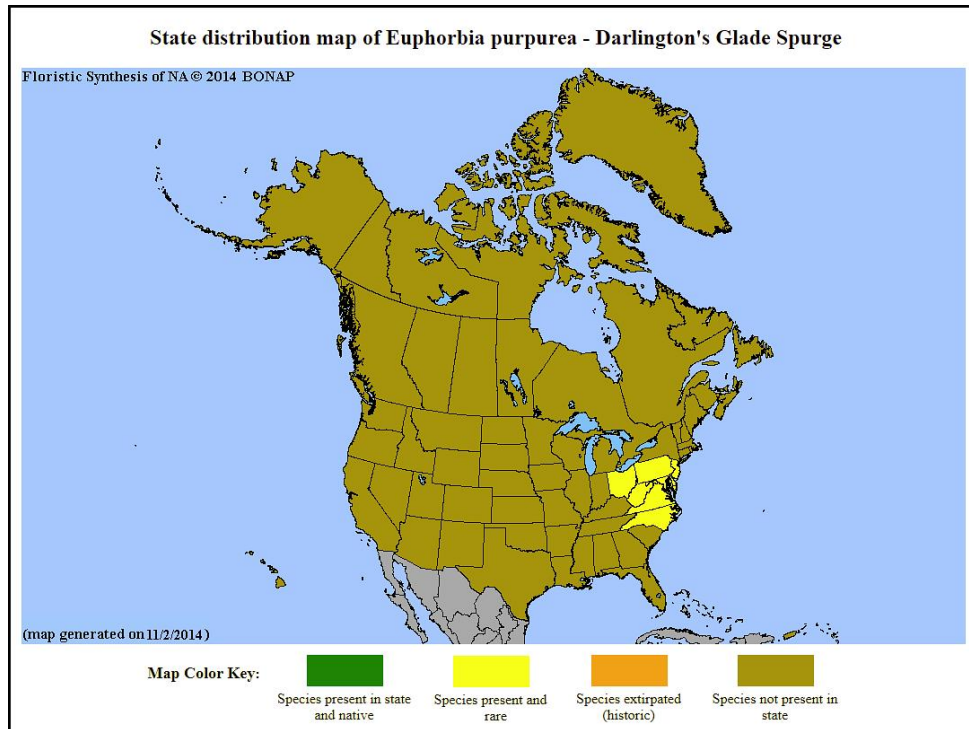 State distribution map of Euphorbia purpurea - Darlington's Glade Spurge
Floristic Synthesis of NA © 2014 BONAP
(map generated on 11/2/2014)
Map Color Key:
Species present in state
and native
Species present and
rare
Species extirpated
(historic)
Species not present in
state